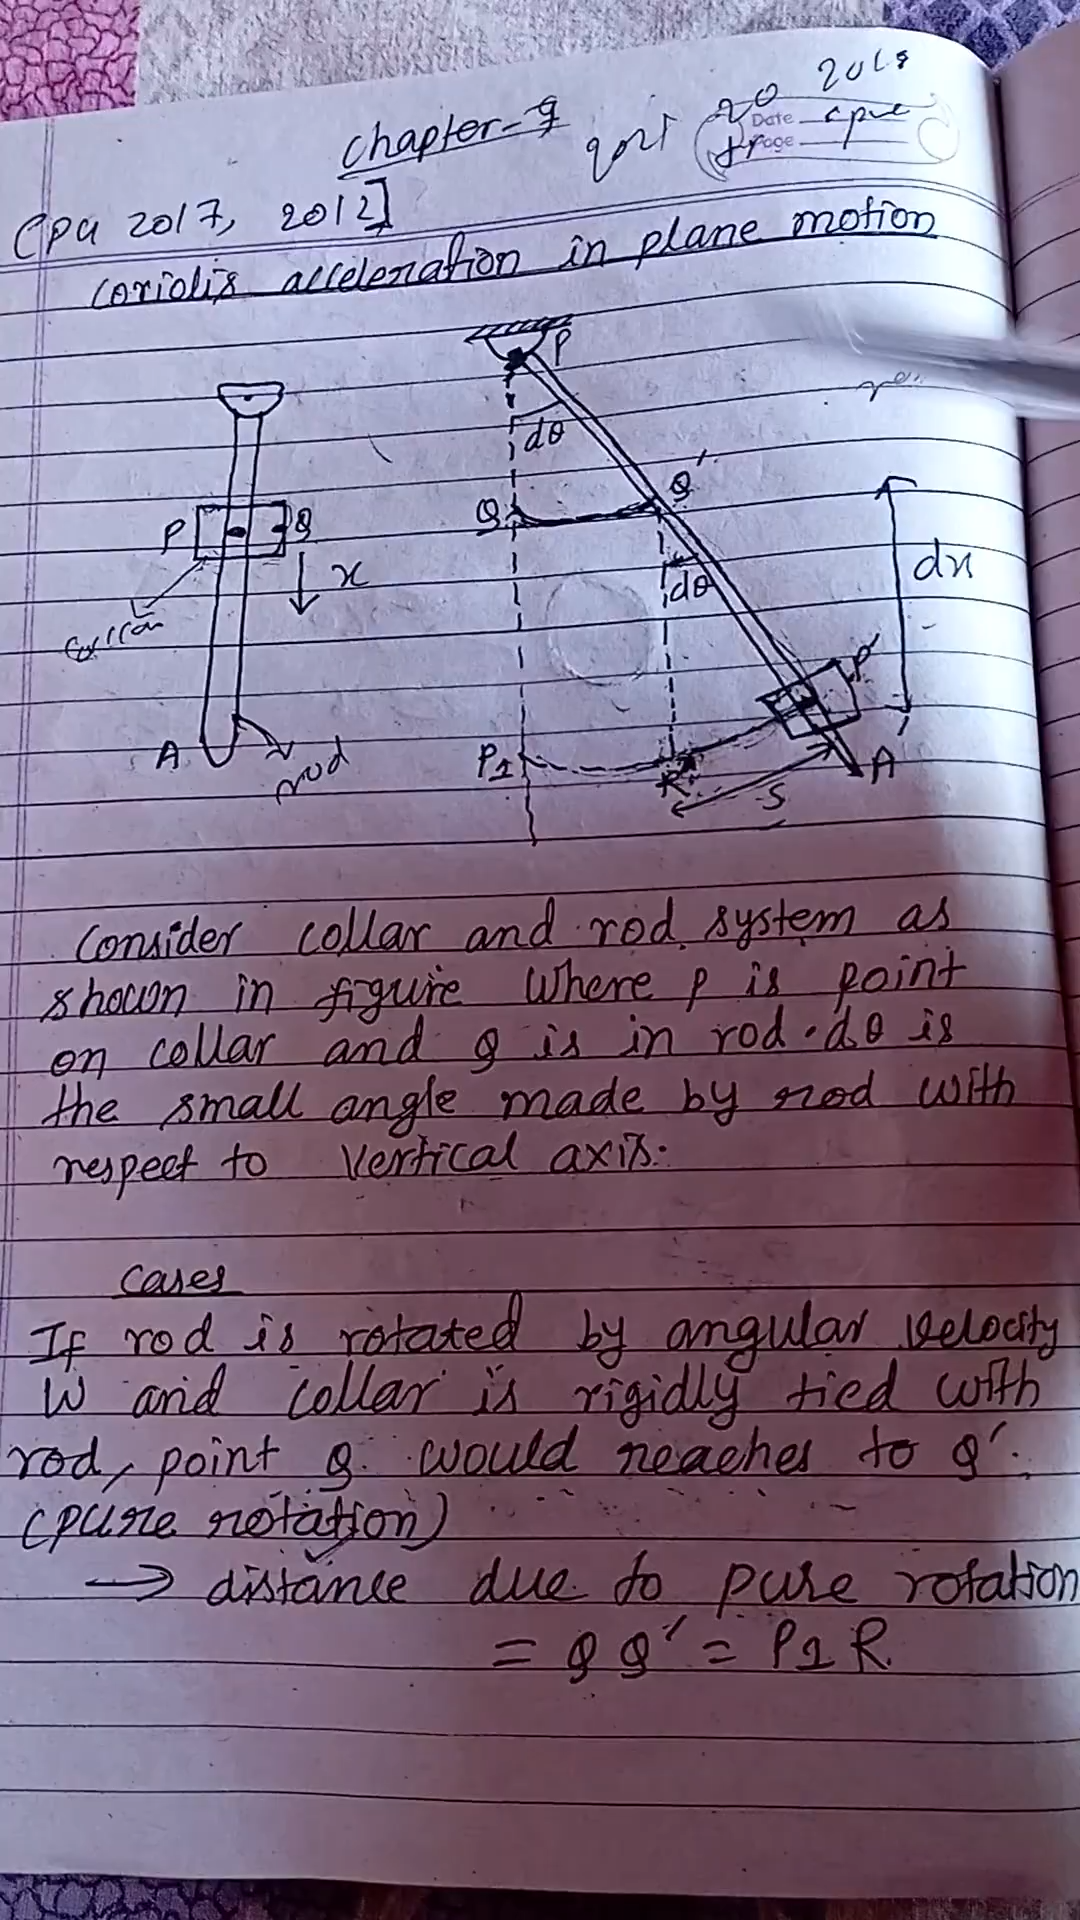 chapter-9
2018
Date
Page
[PU 2017, 2012]
coriolis acceleration in plane motion
P
dθ
Q
Q'
P
Q
x
dθ
dx
collar
P'
A
rod
P1
R
S
A
Consider collar and rod system as
shown in figure where p is point
on collar and Q is in rod. dθ is
the small angle made by rod with
respect to vertical axis.
Cases
If rod is rotated by angular velocity
W and collar is rigidly tied with
rod, point Q would reaches to Q'.
(pure rotation)
→ distance due to pure rotation
= QQ' = P1R